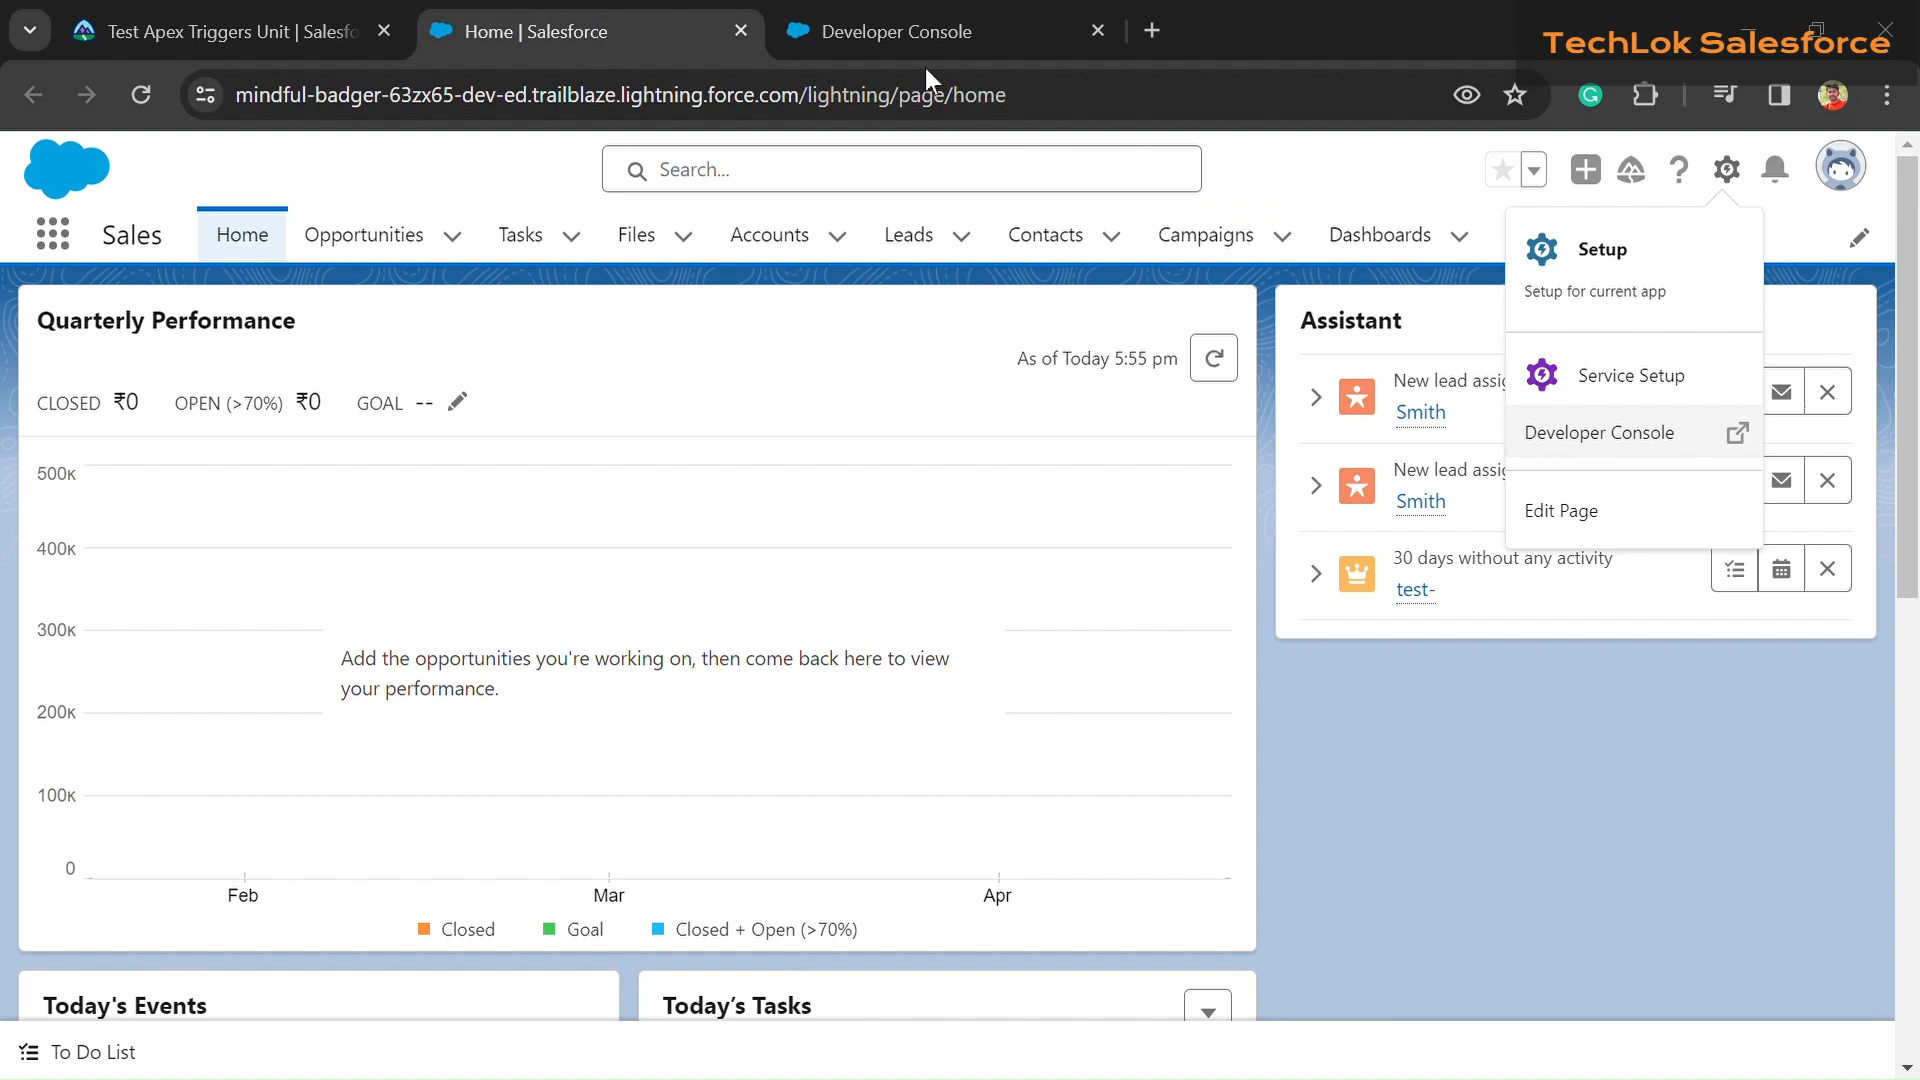 Test Apex Triggers Unit | Salesfo
Home | Salesforce
Developer Console
TechLok Salesforce
mindful-badger-63zx65-dev-ed.trailblaze.lightning.force.com/lightning/page/home
Search...
Sales
Home
Opportunities
Tasks
Files
Accounts
Leads
Contacts
Campaigns
Dashboards
Setup
Setup for current app
Service Setup
Developer Console
Edit Page
Quarterly Performance
As of Today 5:55 pm
CLOSED ₹0 OPEN (>70%) ₹0 GOAL --
500K
400K
300K
200K
100K
0
Add the opportunities you're working on, then come back here to view
your performance.
Feb
Mar
Apr
Closed
Goal
Closed + Open (>70%)
Assistant
New lead assig
Smith
New lead assig
Smith
30 days without any activity
test-
Today's Events
Today's Tasks
To Do List